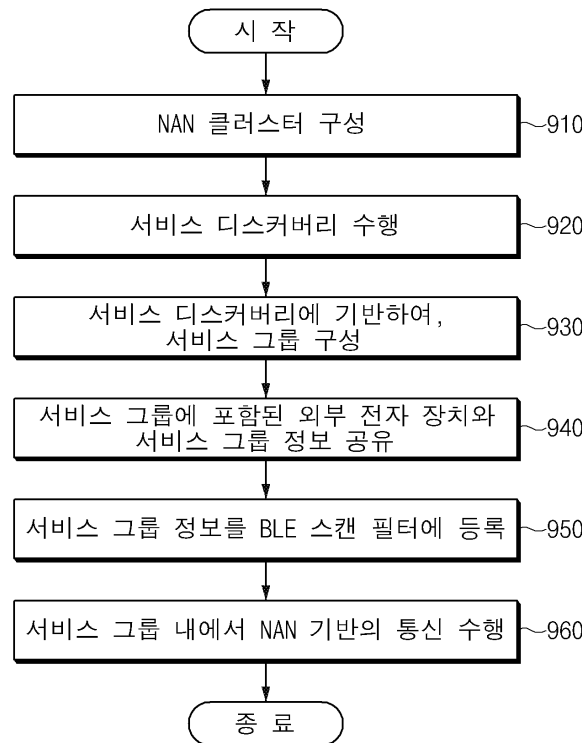 시 작
NAN 클러스터 구성
910
서비스 디스커버리 수행
920
서비스 디스커버리에 기반하여,
서비스 그룹 구성
930
서비스 그룹에 포함된 외부 전자 장치와
서비스 그룹 정보 공유
940
서비스 그룹 정보를 BLE 스캔 필터에 등록
950
서비스 그룹 내에서 NAN 기반의 통신 수행
960
종 료